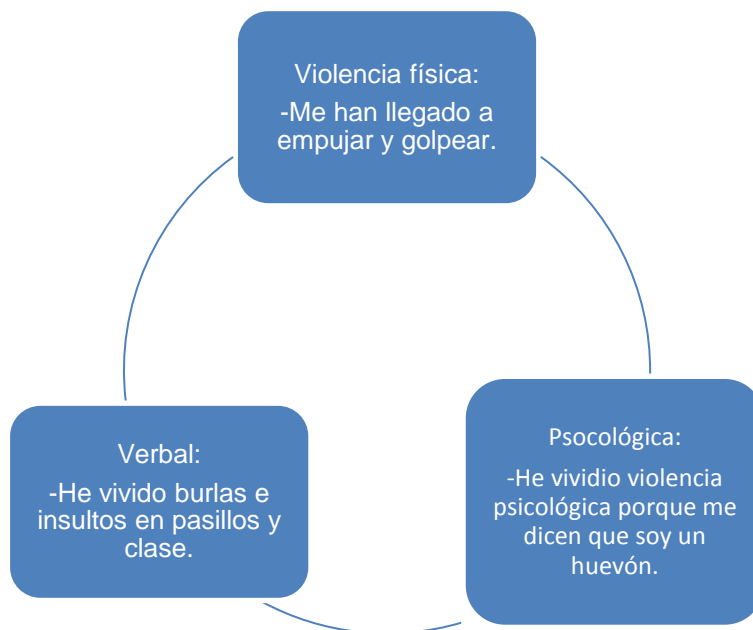 Violencia física:
-Me han llegado a
empujar y golpear.
Verbal:
-He vivido burlas e
insultos en pasillos y
clase.
Psocológica:
-He vividio violencia
psicológica porque me
dicen que soy un
huevón.